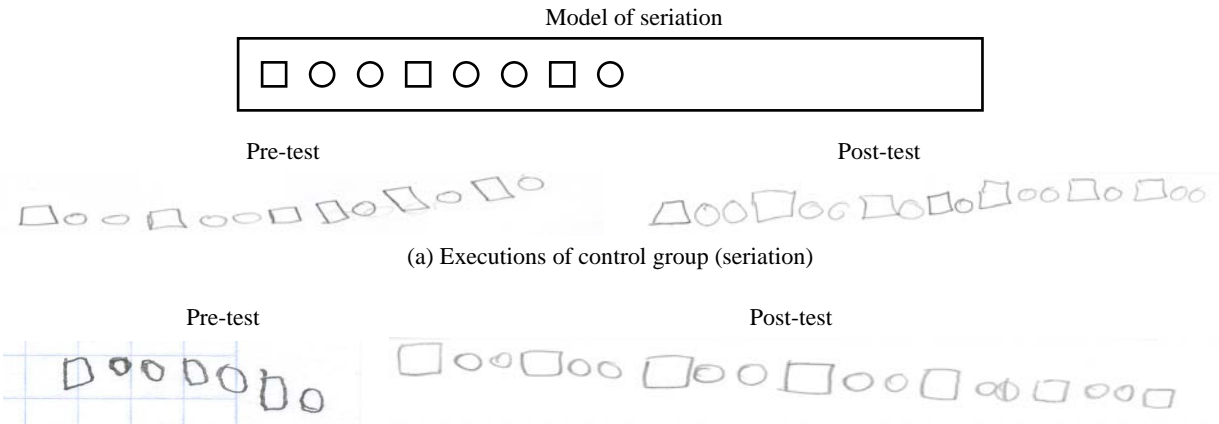 Model of seriation
Pre-test Post-test
(a) Executions of control group (seriation)
Pre-test Post-test